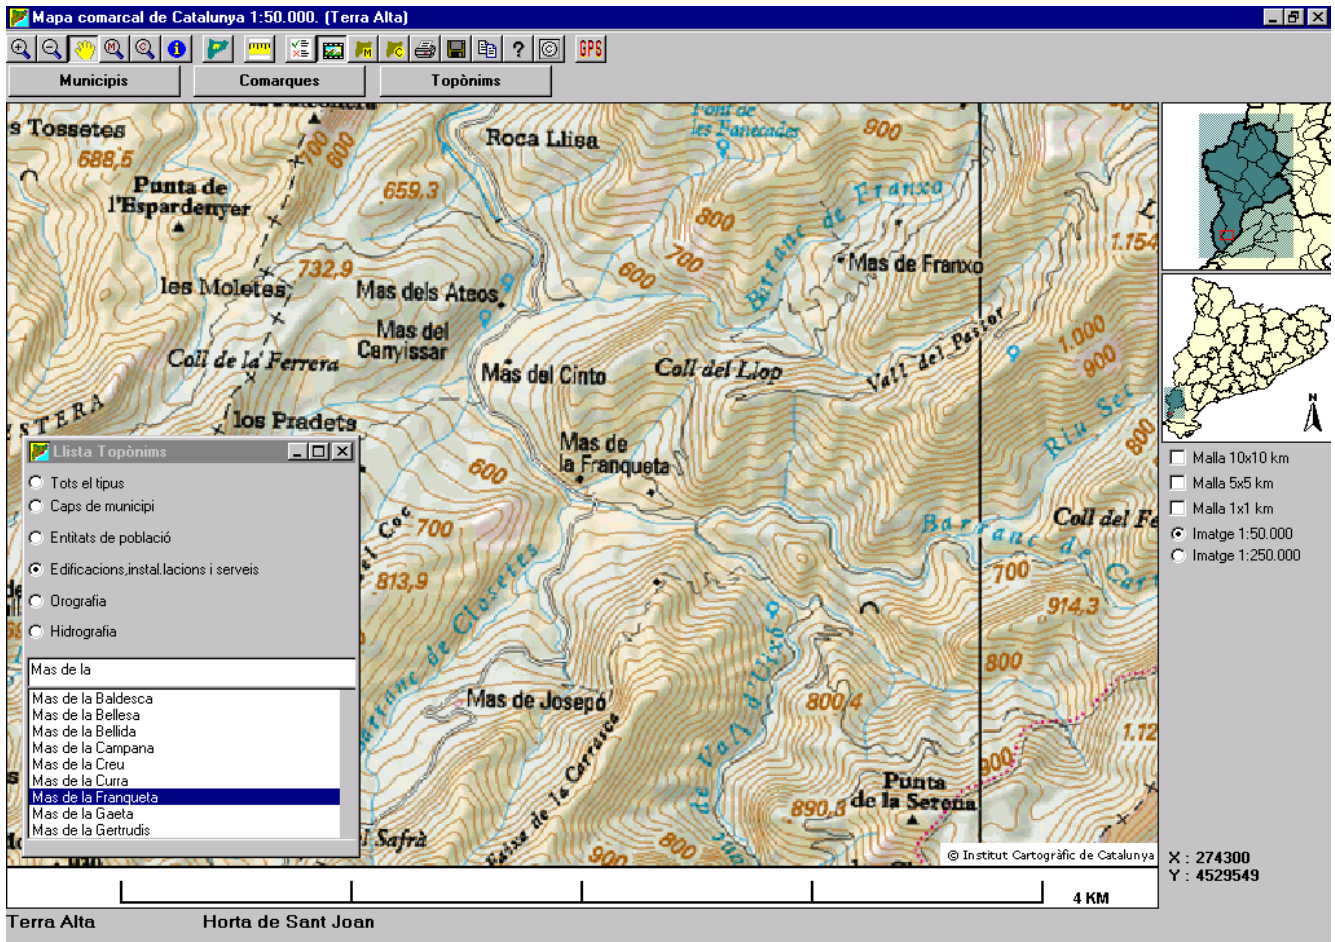 Mapa comarcal de Catalunya 1:50.000. (Terra Alta)
M C i M C ? © GPS
Municipis Comarques Topònims
s Tossetes
688,5
Punta de
l'Espardenyer
700
600
659,3
Roca Llisa
Font de
les Fanecades
900
Barranc de Franxo
800
700
600
Mas de Franxo
1.154
732,9
les Moletes
Mas dels Ateos
Mas del
Canyissar
Coll de la Ferrera
Mas del Cinto
Coll del Llop
Vall del Pastor
1.000
900
ESTERA
los Pradets
Mas de
la Franqueta
600
Riu Sec
800
700
813,9
Barranc de Closetes
Barranc de
Coll del Fe
700
914,3
800
Mas de Josepó
Barranc de Vall d'Uixó
800,4
1.12
900
Punta
de la Serena
890,3
Faixe de la Carrasca
900
800
el Safrà
Llista Topònims
Tots el tipus
Caps de municipi
Entitats de població
Edificacions,instal.lacions i serveis
Orografia
Hidrografia
Mas de la
Mas de la Baldesca
Mas de la Bellesa
Mas de la Bellida
Mas de la Campana
Mas de la Creu
Mas de la Curra
Mas de la Franqueta
Mas de la Gaeta
Mas de la Gertrudis
© Institut Cartogràfic de Catalunya
N
Malla 10x10 km
Malla 5x5 km
Malla 1x1 km
Imatge 1:50.000
Imatge 1:250.000
X : 274300
Y : 4529549
4 KM
Terra Alta Horta de Sant Joan